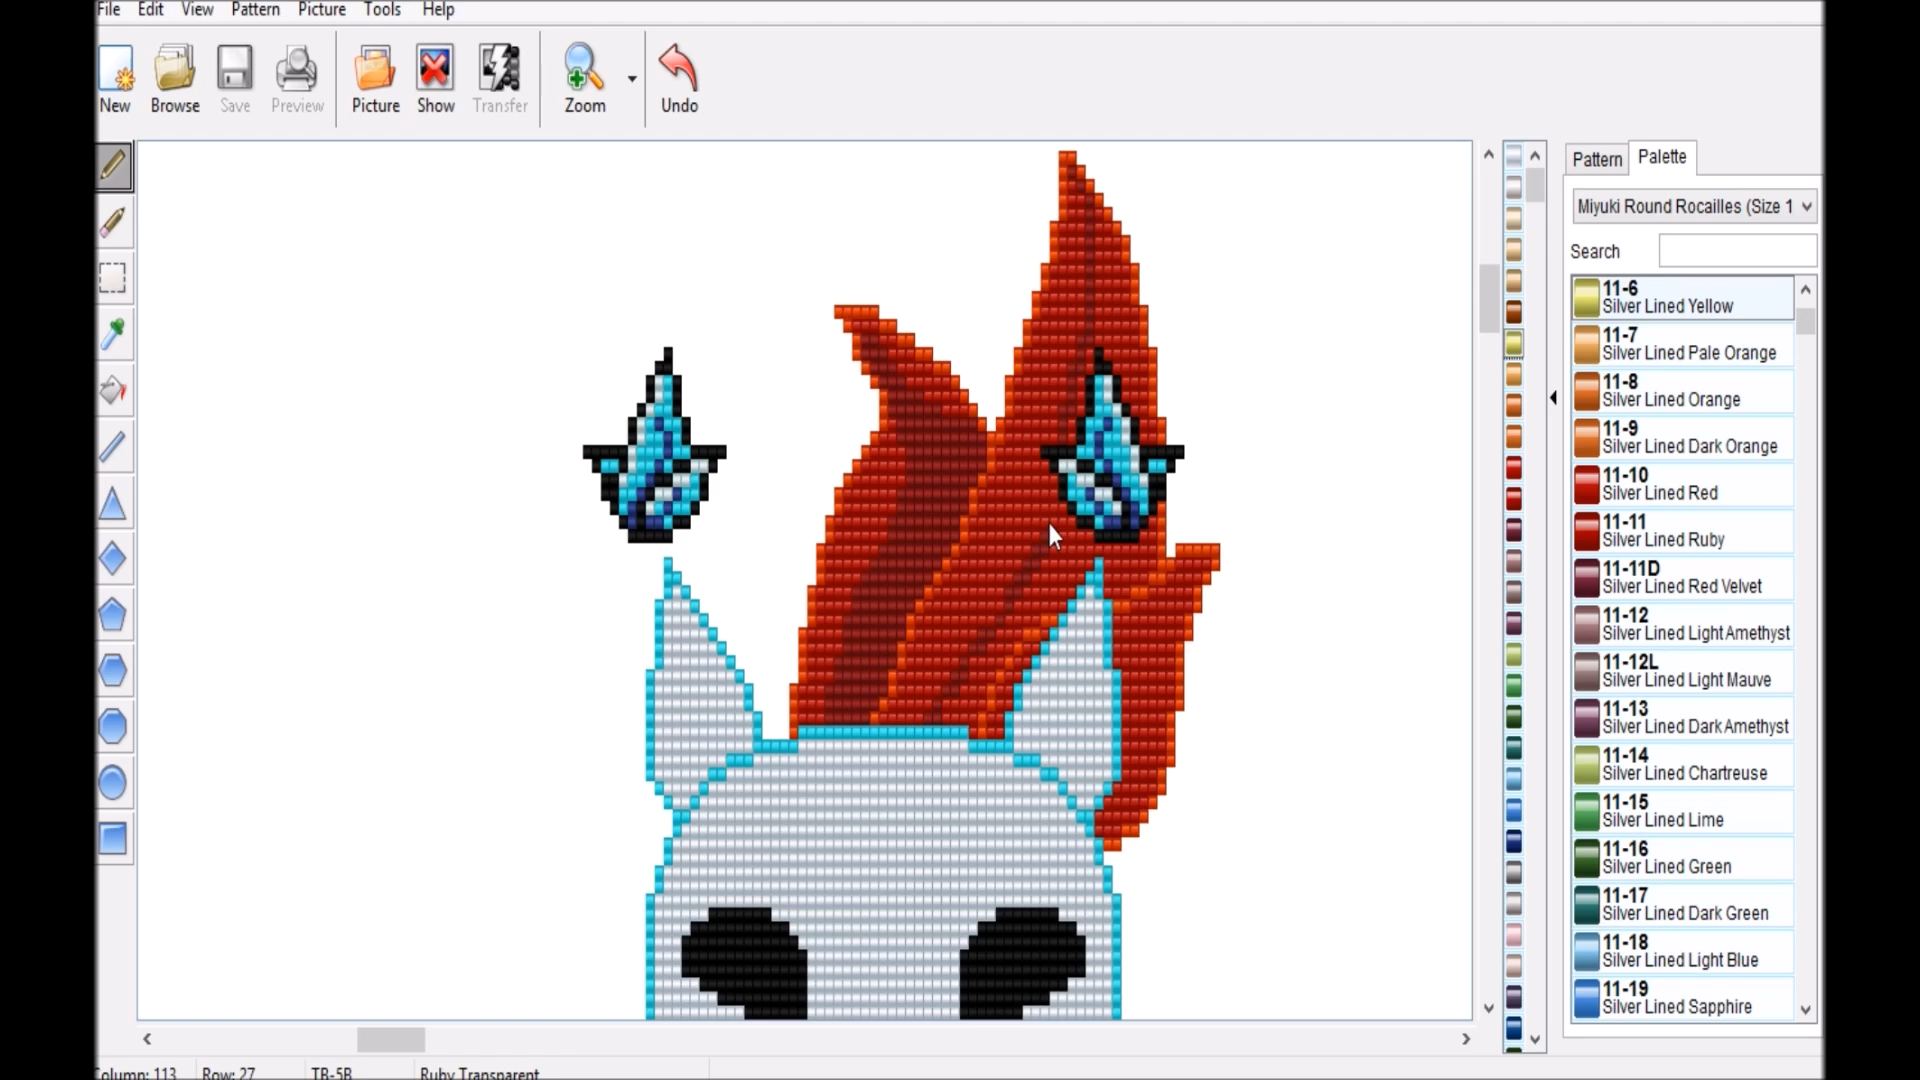 File Edit View Pattern Picture Tools Help
New Browse Save Preview Picture Show Transfer Zoom Undo
Pattern Palette
Miyuki Round Rocailles (Size 1
Search
11-6
Silver Lined Yellow
11-7
Silver Lined Pale Orange
11-8
Silver Lined Orange
11-9
Silver Lined Dark Orange
11-10
Silver Lined Red
11-11
Silver Lined Ruby
11-11D
Silver Lined Red Velvet
11-12
Silver Lined Light Amethyst
11-12L
Silver Lined Light Mauve
11-13
Silver Lined Dark Amethyst
11-14
Silver Lined Chartreuse
11-15
Silver Lined Lime
11-16
Silver Lined Green
11-17
Silver Lined Dark Green
11-18
Silver Lined Light Blue
11-19
Silver Lined Sapphire
Column: 113 Row: 27 TB-5B Ruby Transparent